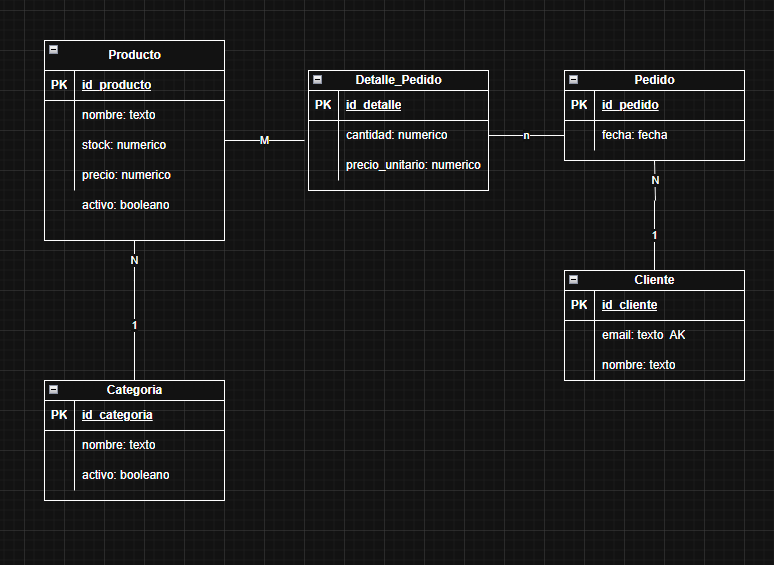 Producto
PK id_producto
nombre: texto
stock: numerico
precio: numerico
activo: booleano
M
Detalle_Pedido
PK id_detalle
cantidad: numerico
precio_unitario: numerico
n
Pedido
PK id_pedido
fecha: fecha
N
1
Cliente
PK id_cliente
email: texto AK
nombre: texto
N
1
Categoria
PK id_categoria
nombre: texto
activo: booleano